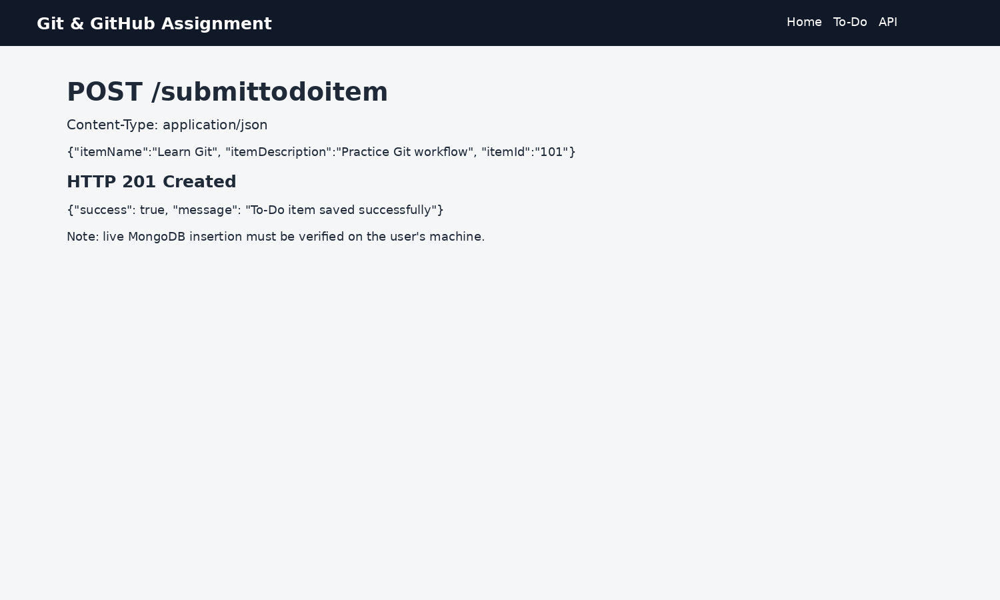 Git & GitHub Assignment
Home To-Do API
POST /submittodoitem
Content-Type: application/json
{"itemName":"Learn Git", "itemDescription":"Practice Git workflow", "itemId":"101"}
HTTP 201 Created
{"success": true, "message": "To-Do item saved successfully"}
Note: live MongoDB insertion must be verified on the user's machine.